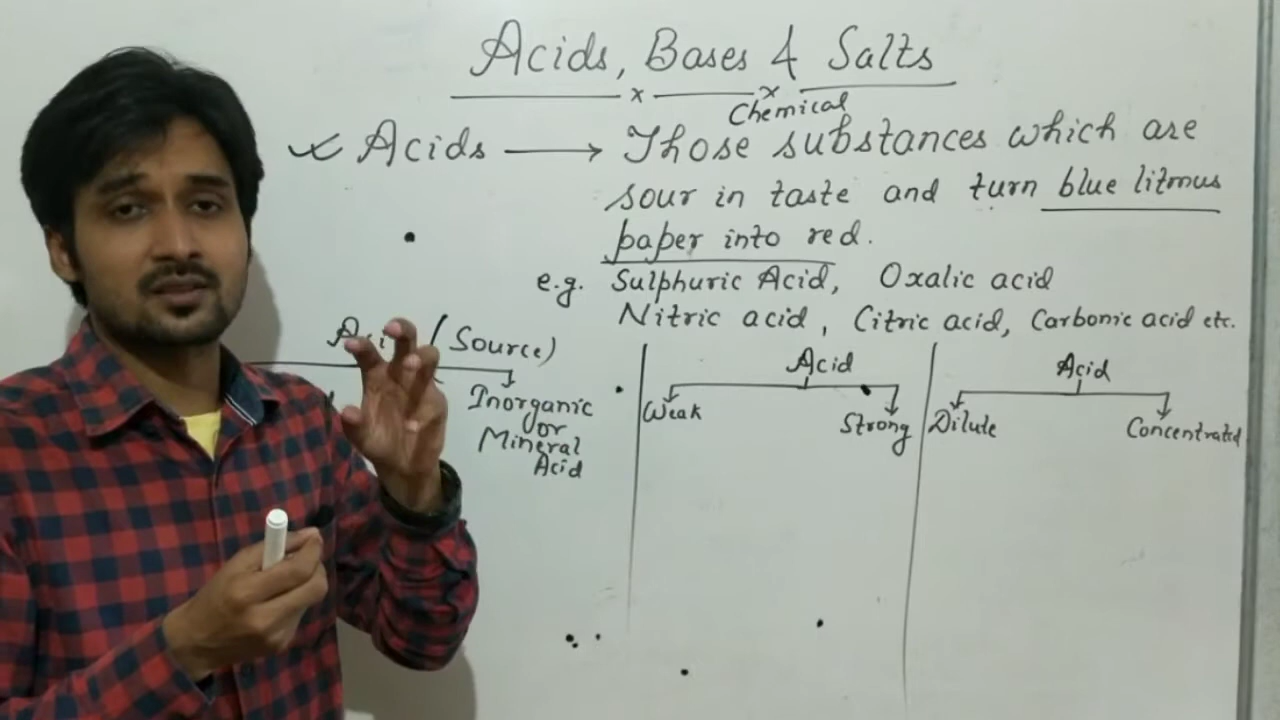 Acids, Bases & Salts
Chemical
Acids → Those substances which are
sour in taste and turn blue litmus
paper into red.
e.g. Sulphuric Acid, Oxalic acid
Nitric acid, Citric acid, Carbonic acid etc.
(Source)
Inorganic
or
Mineral
Acid
Acid
Weak
Strong
Acid
Dilute
Concentrated